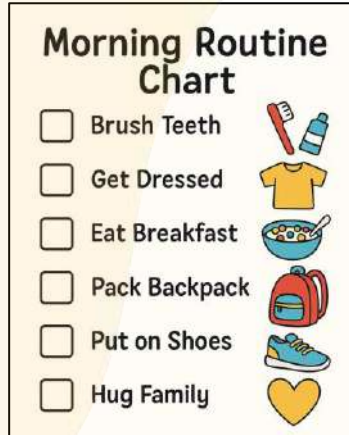 Morning Routine
Chart
Brush Teeth
Get Dressed
Eat Breakfast
Pack Backpack
Put on Shoes
Hug Family